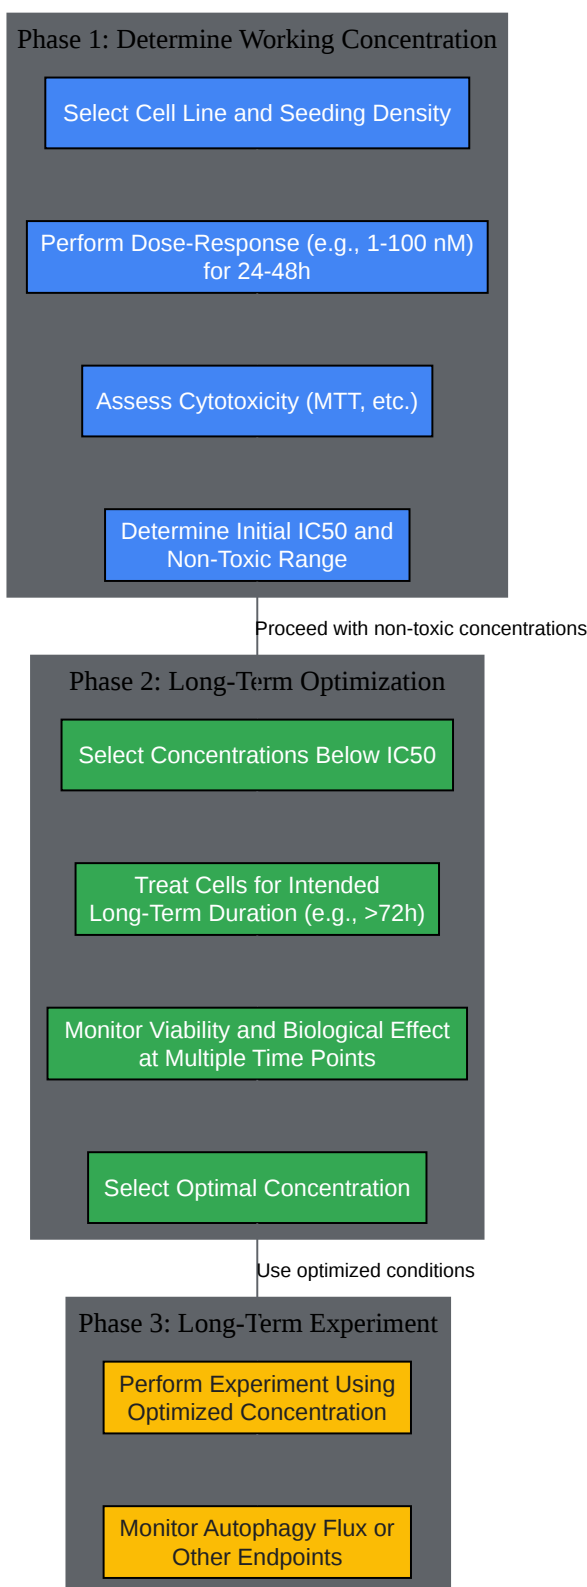 Phase 1: Determine Working Concentration
Select Cell Line and Seeding Density
Perform Dose-Response (e.g., 1-100 nM)
for 24-48h
Assess Cytotoxicity (MTT, etc.)
Determine Initial IC50 and
Non-Toxic Range
Proceed with non-toxic concentrations
Phase 2: Long-Term Optimization
Select Concentrations Below IC50
Treat Cells for Intended
Long-Term Duration (e.g., >72h)
Monitor Viability and Biological Effect
at Multiple Time Points
Select Optimal Concentration
Use optimized conditions
Phase 3: Long-Term Experiment
Perform Experiment Using
Optimized Concentration
Monitor Autophagy Flux or
Other Endpoints